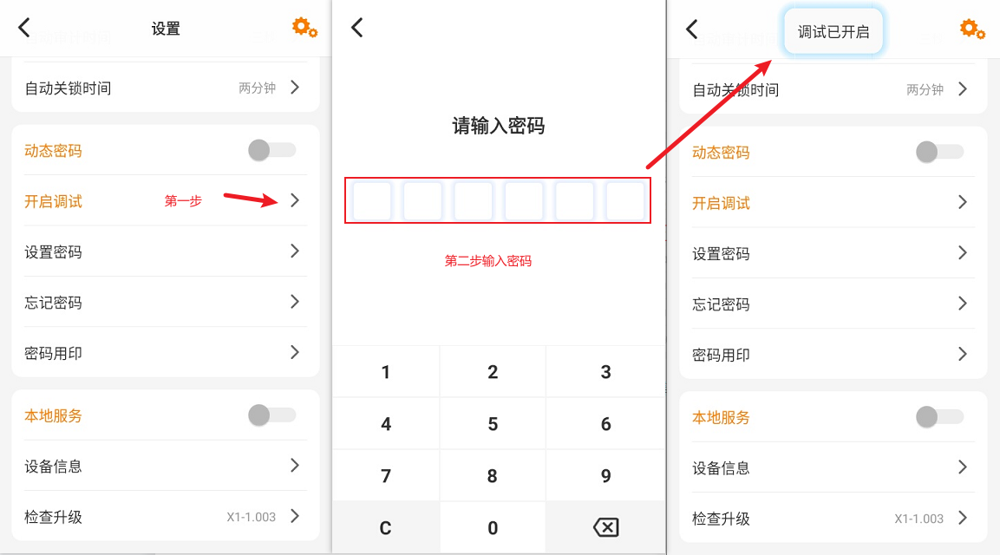 设置
自动关锁时间
两分钟
动态密码
开启调试
第一步
设置密码
忘记密码
密码用印
本地服务
设备信息
检查升级
X1-1.003
请输入密码
第二步输入密码
1 2 3
4 5 6
7 8 9
C 0
调试已开启
自动关锁时间
两分钟
动态密码
开启调试
设置密码
忘记密码
密码用印
本地服务
设备信息
检查升级
X1-1.003